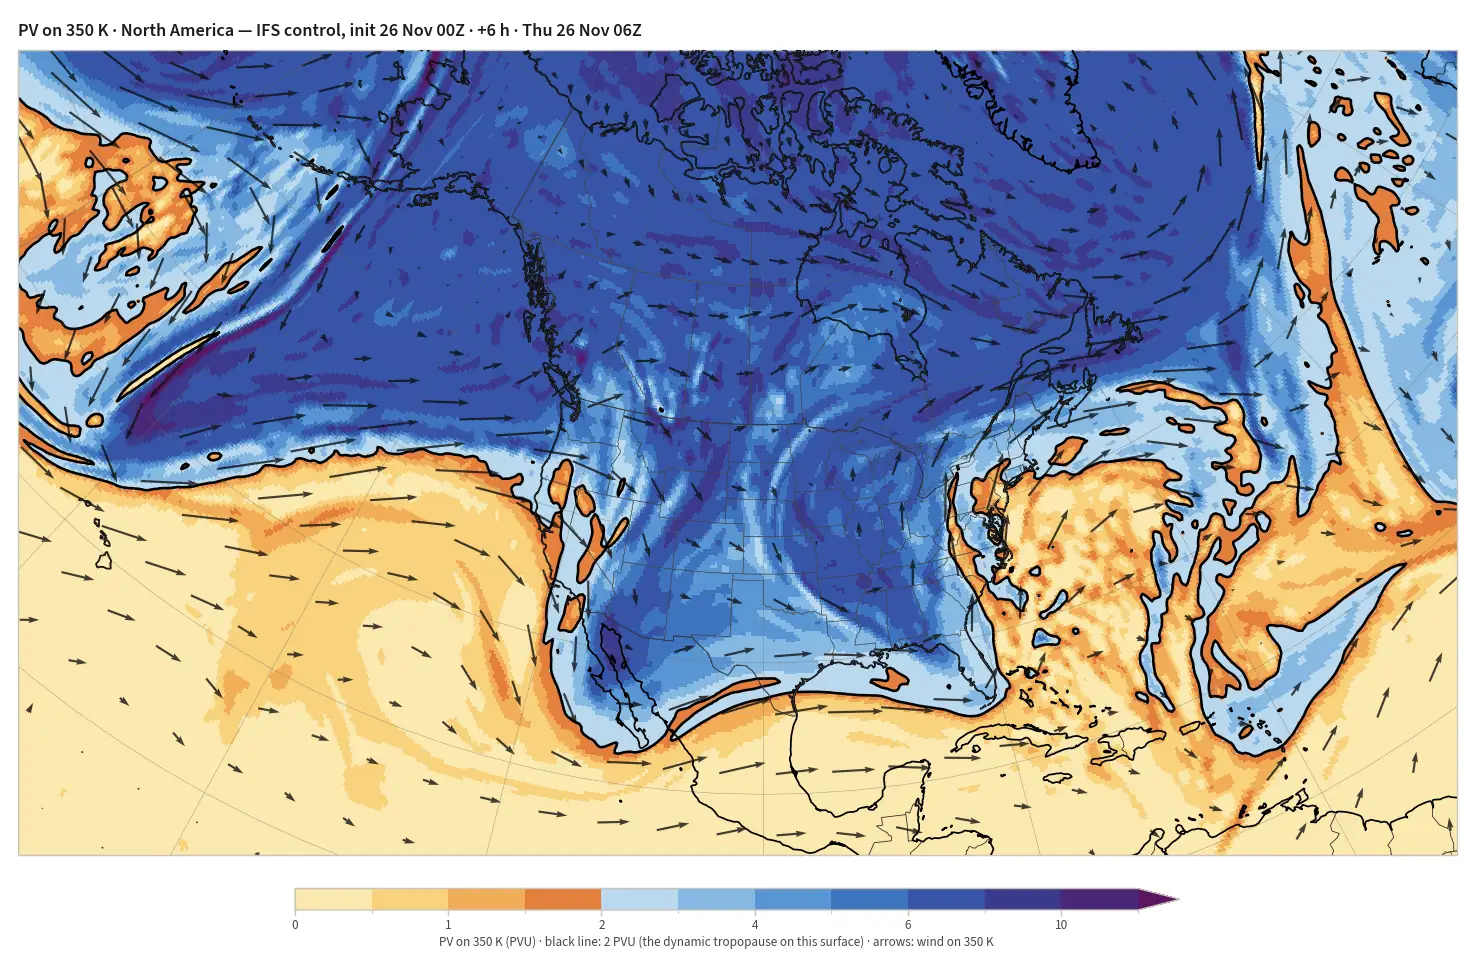 PV on 350 K · North America — IFS control, init 26 Nov 00Z · +6 h · Thu 26 Nov 06Z
0 1 2 4 6 10
PV on 350 K (PVU) · black line: 2 PVU (the dynamic tropopause on this surface) · arrows: wind on 350 K